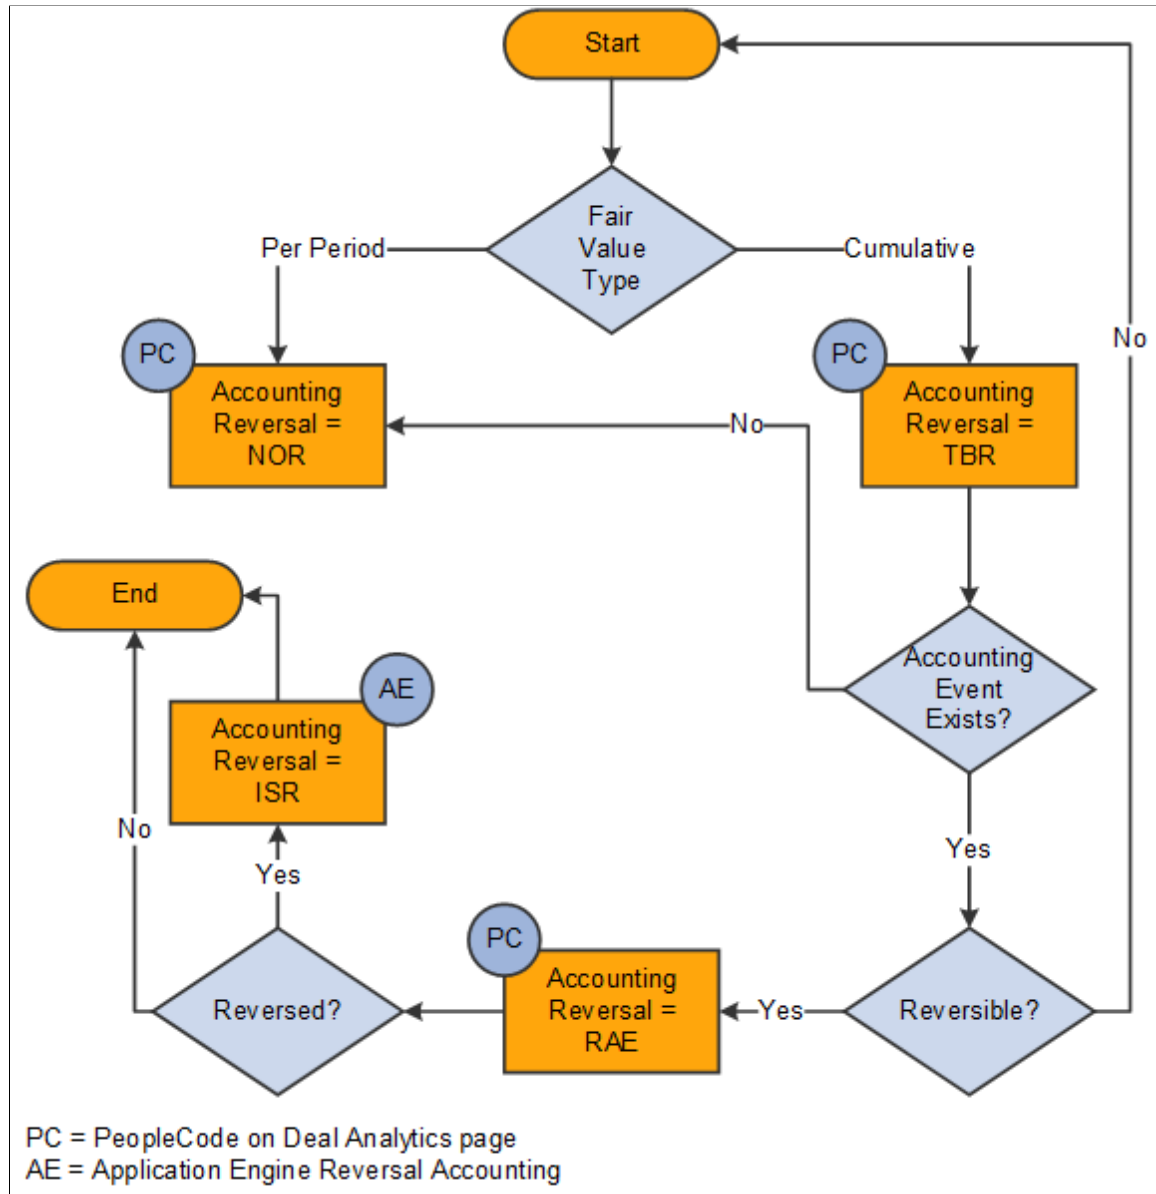 Start
Fair
Value
Type
Per Period
Cumulative
No
PC
Accounting
Reversal =
NOR
PC
Accounting
Reversal =
TBR
No
End
Accounting
Event
Exists?
AE
Accounting
Reversal =
ISR
No
Yes
Yes
Reversed?
PC
Accounting
Reversal =
RAE
Yes
Reversible?
PC = PeopleCode on Deal Analytics page
AE = Application Engine Reversal Accounting